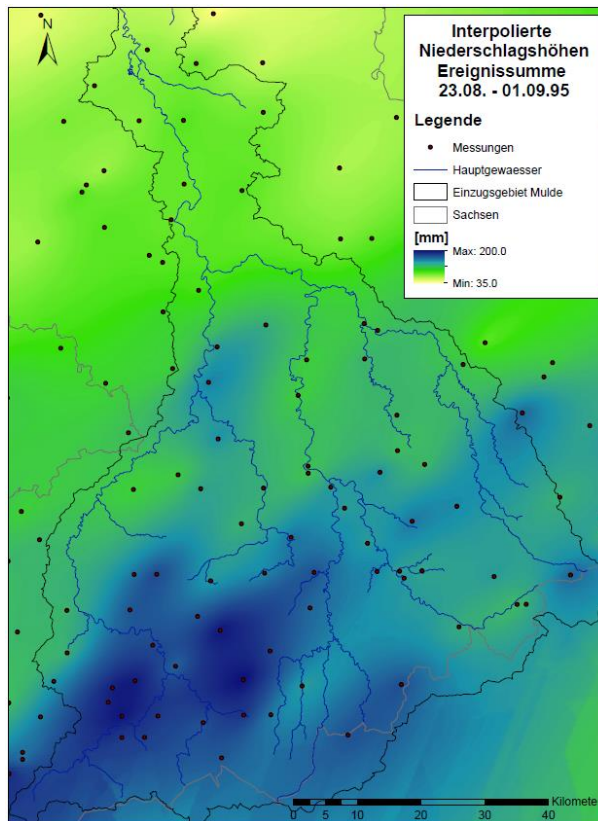 N
Interpolierte
Niederschlagshöhen
Ereignissumme
23.08. - 01.09.95
Legende
Messungen
Hauptgewaesser
Einzugsgebiet Mulde
Sachsen
[mm]
Max: 200.0
Min: 35.0
Kilomete
0 5 10 20 30 40